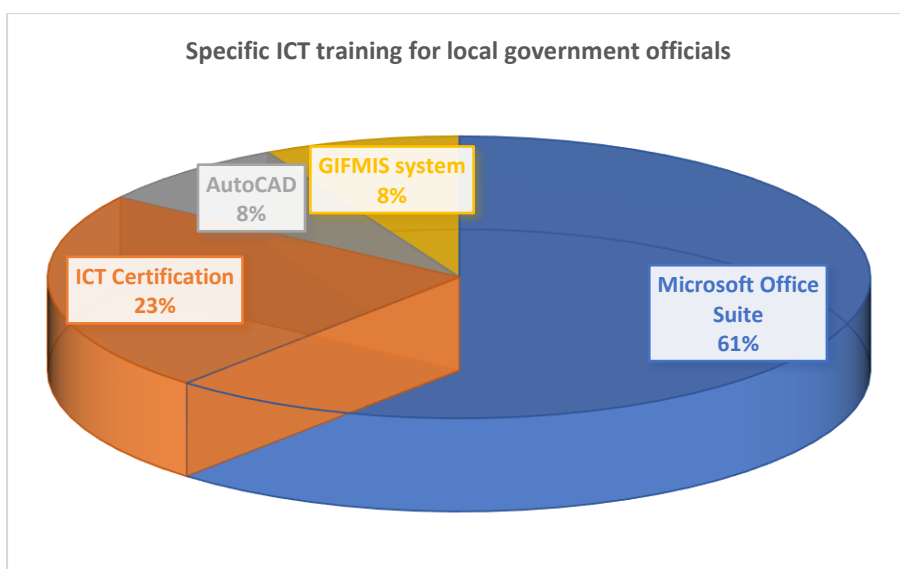 Specific ICT training for local government officials
GIFMIS system
8%
AutoCAD
8%
ICT Certification
23%
Microsoft Office
Suite
61%